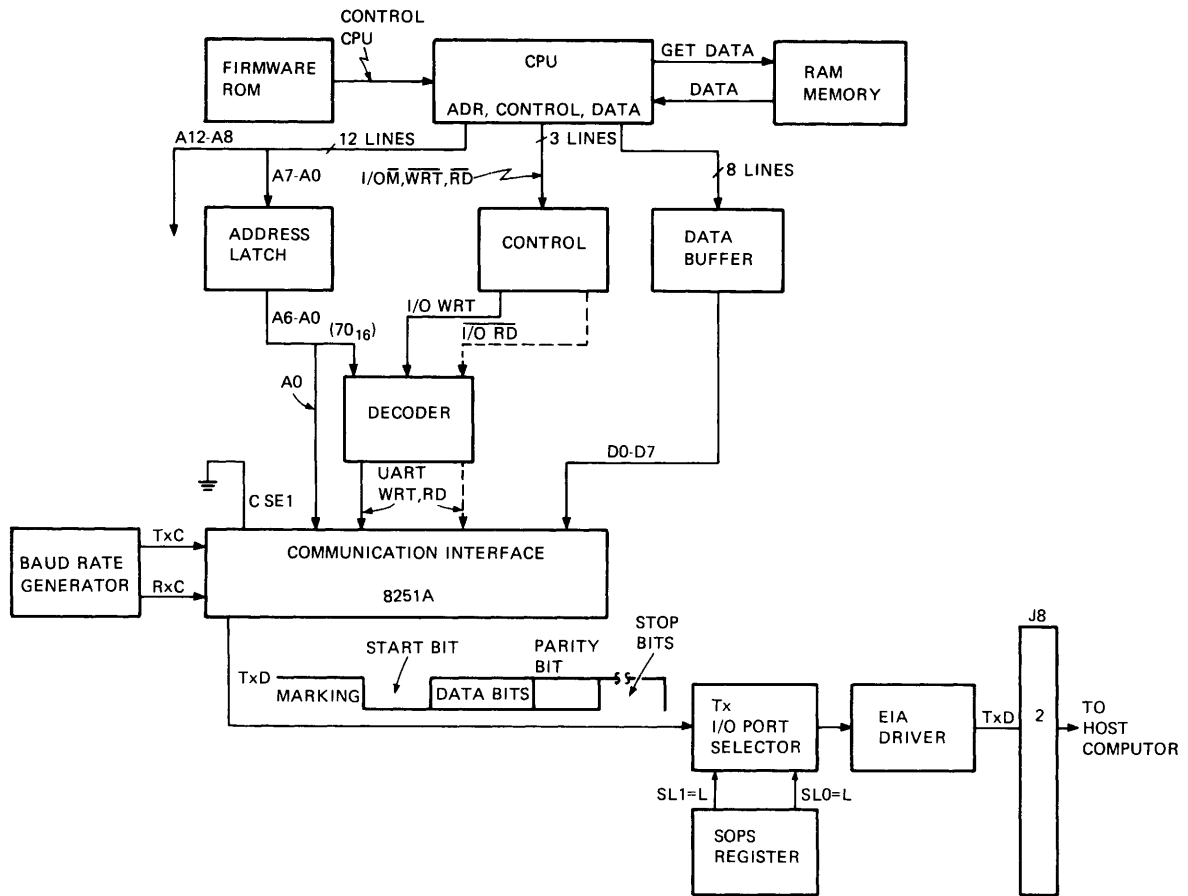 CONTROL
CPU
FIRMWARE
ROM
CPU
ADR, CONTROL, DATA
GET DATA
DATA
RAM
MEMORY
A12-A8
12 LINES
3 LINES
8 LINES
A7-A0
I/OM̅, W̅R̅T̅, R̅D̅
ADDRESS
LATCH
CONTROL
DATA
BUFFER
A6-A0
(70₁₆)
I/O WRT
I̅/̅O̅ ̅R̅D̅
A0
DECODER
D0-D7
UART
WRT,RD
C SE1
BAUD RATE
GENERATOR
TxC
RxC
COMMUNICATION INTERFACE
8251A
TxD
MARKING
START BIT
DATA BITS
PARITY
BIT
STOP
BITS
Tx
I/O PORT
SELECTOR
EIA
DRIVER
TxD
J8
2
TO
HOST
COMPUTOR
SL1=L
SL0=L
SOPS
REGISTER